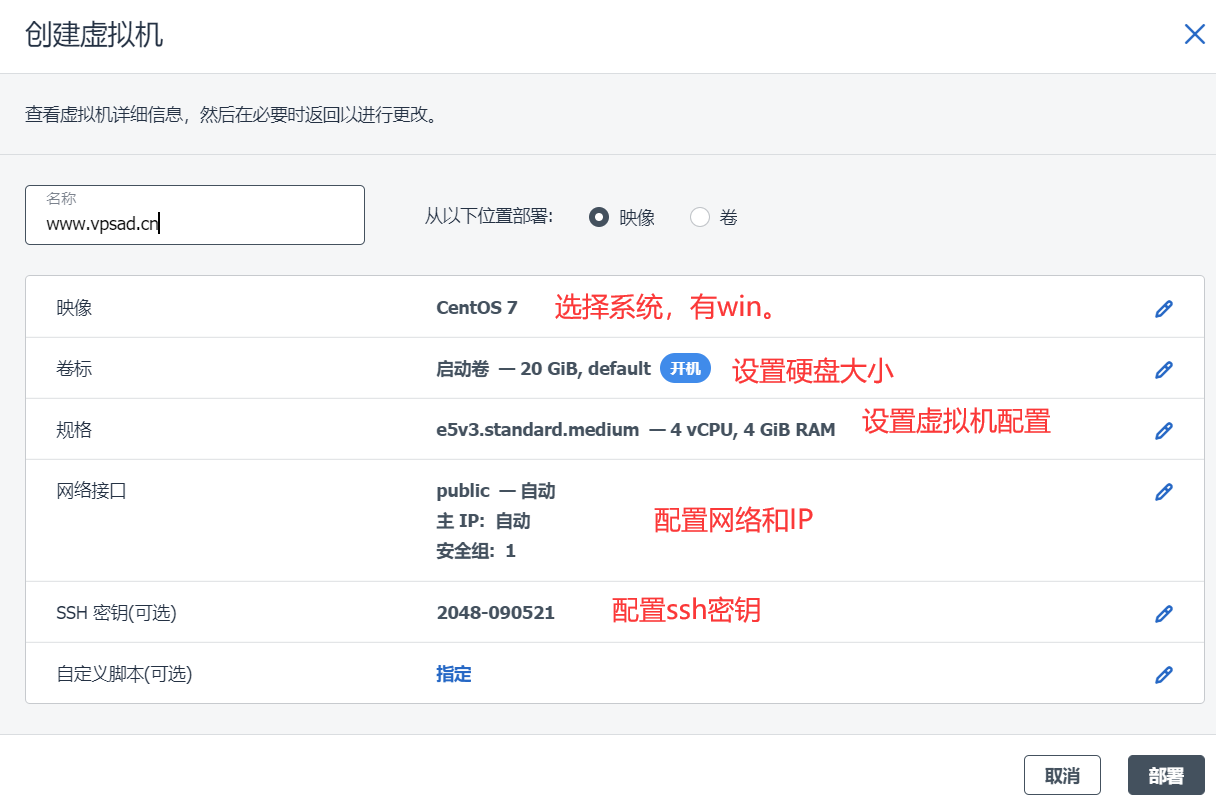 创建虚拟机
查看虚拟机详细信息，然后在必要时返回以进行更改。
名称
www.vpsad.cn
从以下位置部署: 映像 卷
映像 CentOS 7 选择系统，有win。
卷标 启动卷 — 20 GiB, default 开机 设置硬盘大小
规格 e5v3.standard.medium — 4 vCPU, 4 GiB RAM 设置虚拟机配置
网络接口 public — 自动
主 IP: 自动 配置网络和IP
安全组: 1
SSH 密钥(可选) 2048-090521 配置ssh密钥
自定义脚本(可选) 指定
取消 部署